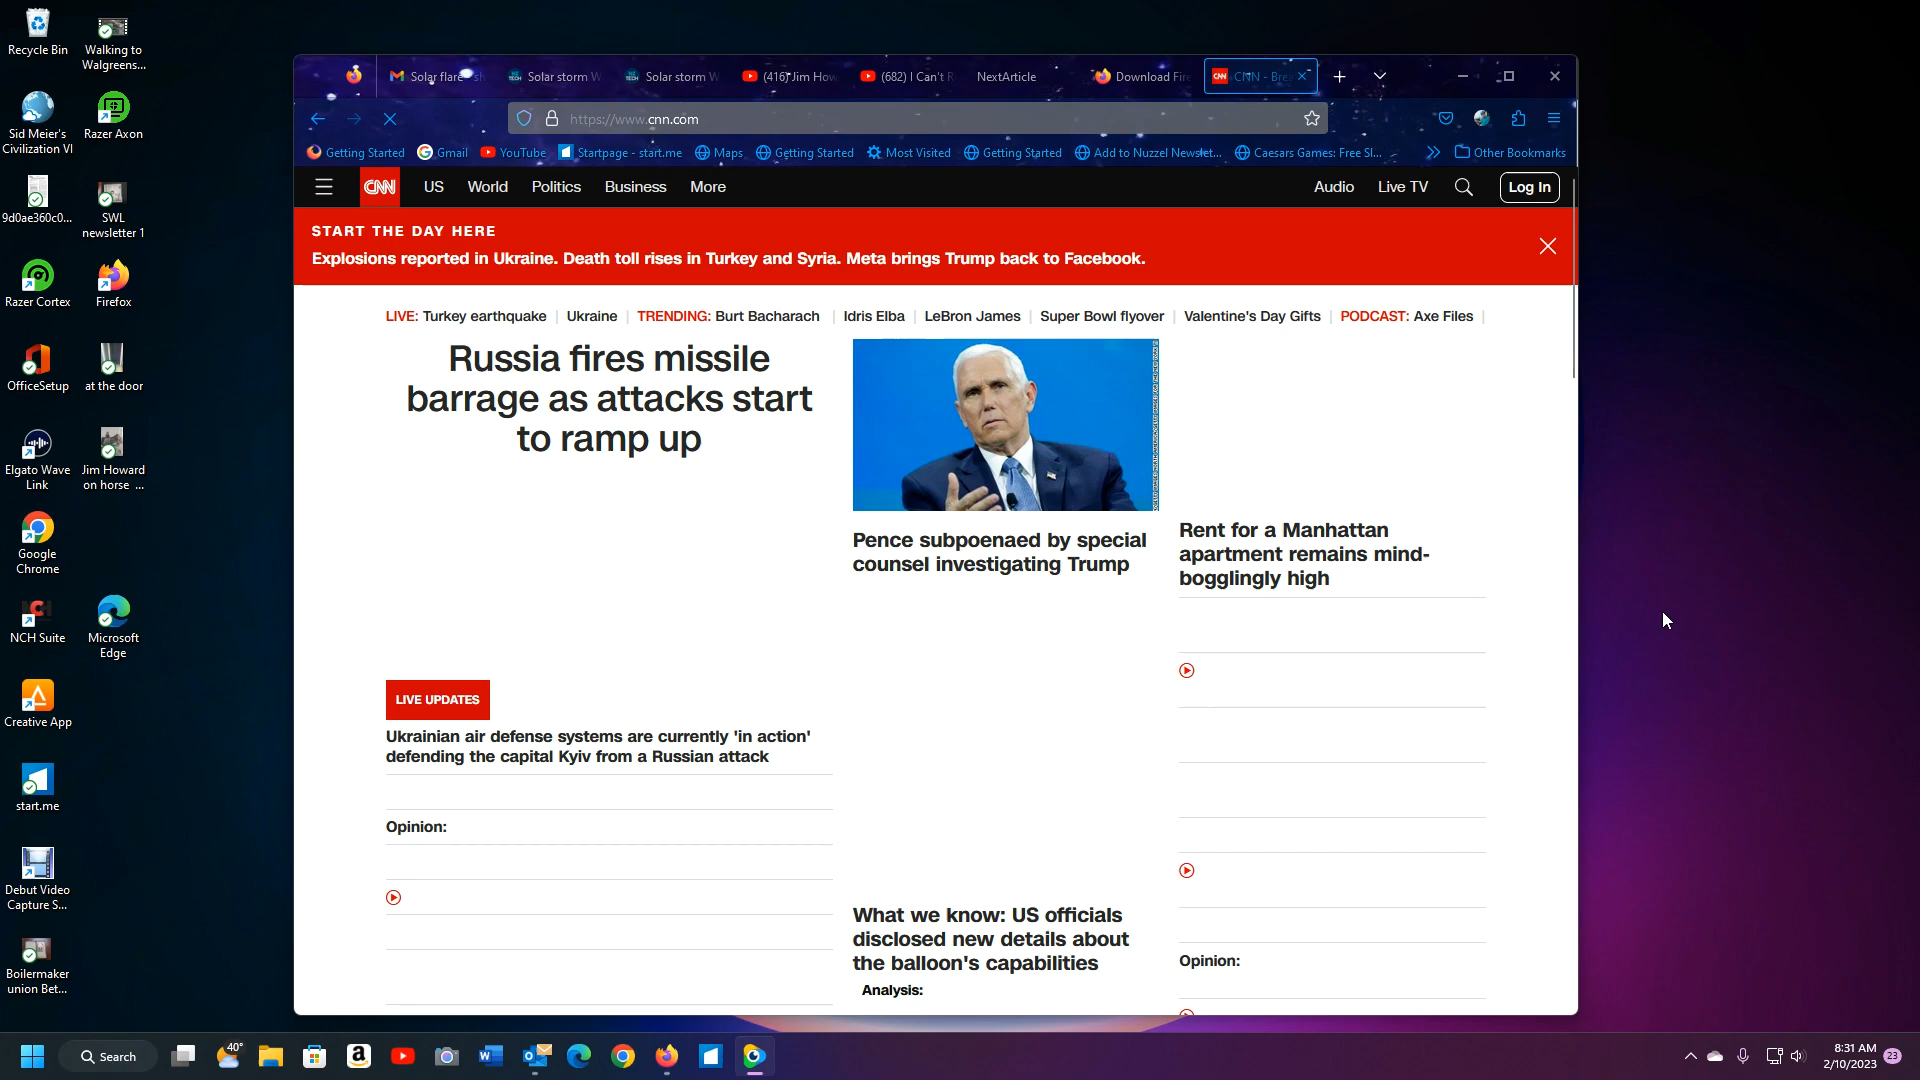 Recycle Bin
Walking to
Walgreens...
Sid Meier's
Civilization VI
Razer Axon
9d0ae360c0...
SWL
newsletter 1
Razer Cortex
Firefox
OfficeSetup
at the door
Elgato Wave
Link
Jim Howard
on horse ...
Google
Chrome
NCH Suite
Microsoft
Edge
Creative App
start.me
Debut Video
Capture S...
Boilermaker
union Bet...
Solar flare
Solar storm W
Solar storm W
(416) Jim How
(682) I Can't R
NextArticle
Download Fire
CNN - Brea
https://www.cnn.com
Getting Started
Gmail
YouTube
Startpage - start.me
Maps
Getting Started
Most Visited
Getting Started
Add to Nuzzel Newslet...
Caesars Games: Free Sl...
Other Bookmarks
CNN
US
World
Politics
Business
More
Audio
Live TV
Log In
START THE DAY HERE
Explosions reported in Ukraine. Death toll rises in Turkey and Syria. Meta brings Trump back to Facebook.
LIVE: Turkey earthquake | Ukraine | TRENDING: Burt Bacharach | Idris Elba | LeBron James | Super Bowl flyover | Valentine's Day Gifts | PODCAST: Axe Files |
Russia fires missile
barrage as attacks start
to ramp up
LIVE UPDATES
Ukrainian air defense systems are currently 'in action'
defending the capital Kyiv from a Russian attack
Opinion:
Pence subpoenaed by special
counsel investigating Trump
What we know: US officials
disclosed new details about
the balloon's capabilities
Analysis:
Rent for a Manhattan
apartment remains mind-
bogglingly high
Opinion:
Search
40°
8:31 AM
2/10/2023
23